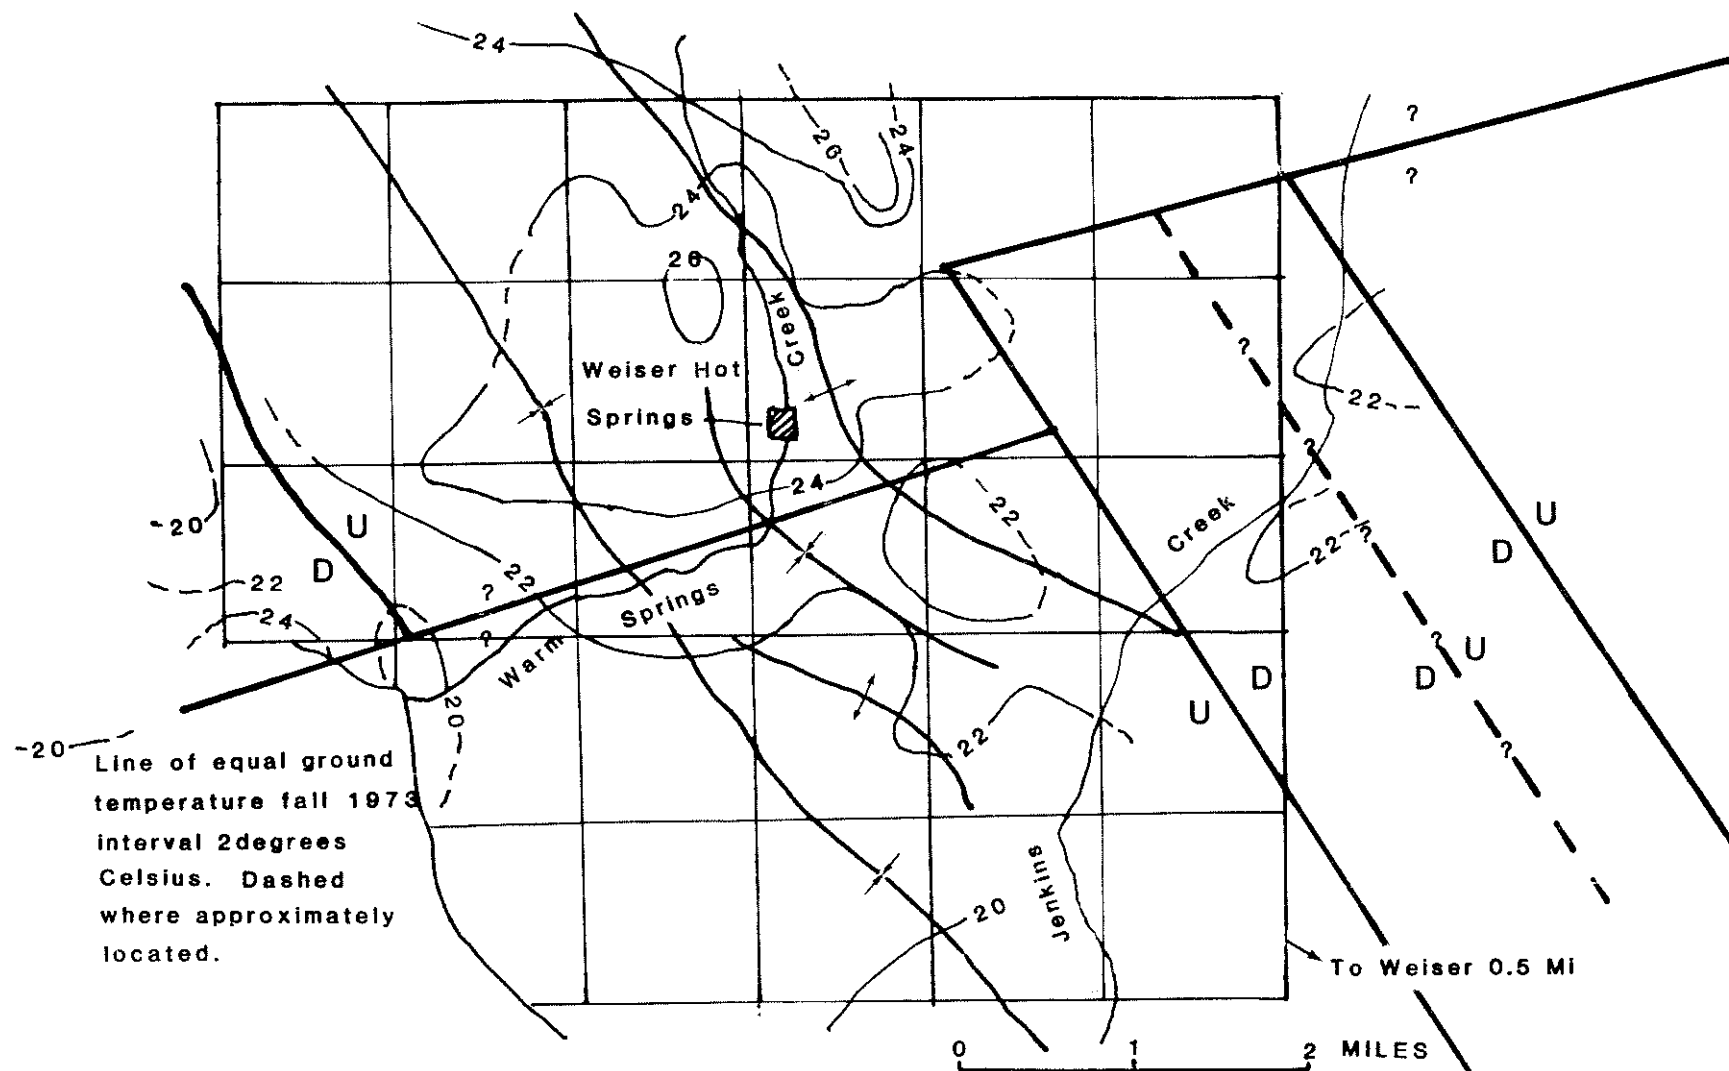 -24
-26
-24
?
?
24
26
Creek
Weiser Hot
Springs
?
22---
-20
U
D
24
22
?
Creek
U
D
22-
?
?
-22
-24-
22
?
?
Springs
Warm
?
U
D
U
D
20
22
?
-20
Line of equal ground
temperature fall 1973
interval 2degrees
Celsius. Dashed
where approximately
located.
Jenkins
20
To Weiser 0.5 Mi
0 1 2 MILES